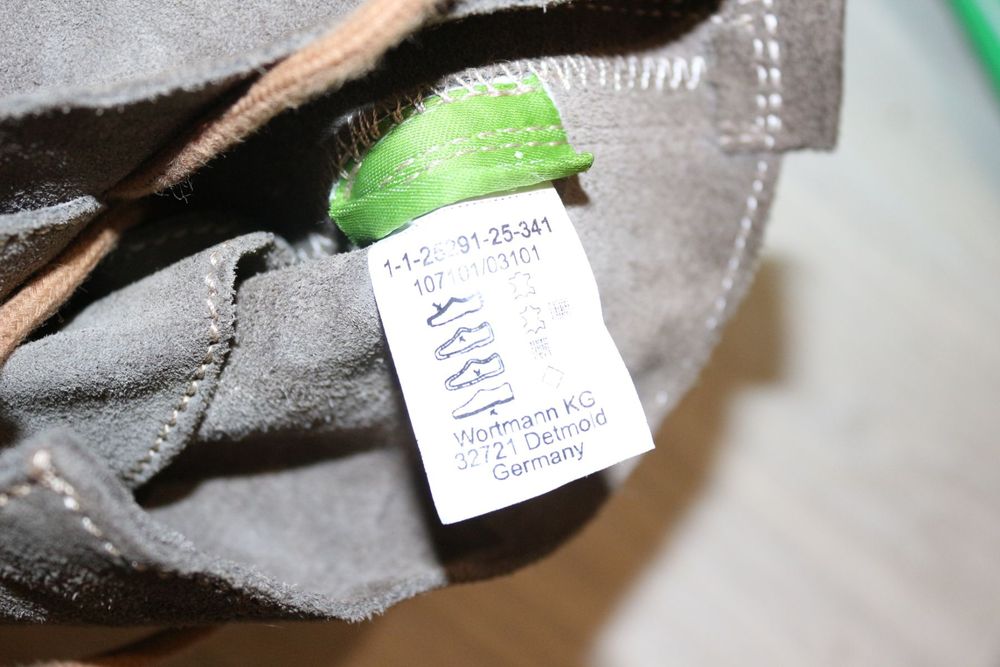 1-1-25291-25-341
107101/03101
Wortmann KG
32721 Detmold
Germany